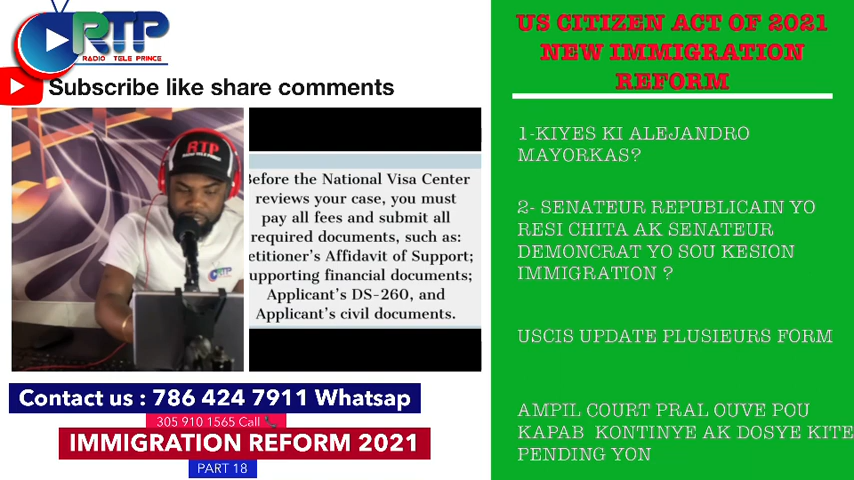 RTP
RADIO TELE PRINCE
Subscribe like share comments
RTP
Before the National Visa Center
reviews your case, you must
pay all fees and submit all
required documents, such as:
etitioner's Affidavit of Support;
upporting financial documents;
Applicant's DS-260, and
Applicant's civil documents.
Contact us : 786 424 7911 Whatsap
305 910 1565 Call
IMMIGRATION REFORM 2021
PART 18
US CITIZEN ACT OF 2021
NEW IMMIGRATION
REFORM
1-KIYES KI ALEJANDRO
MAYORKAS?
2- SENATEUR REPUBLICAIN YO
RESI CHITA AK SENATEUR
DEMONCRAT YO SOU KESION
IMMIGRATION ?
USCIS UPDATE PLUSIEURS FORM
AMPIL COURT PRAL OUVE POU
KAPAB KONTINYE AK DOSYE KITE
PENDING YON